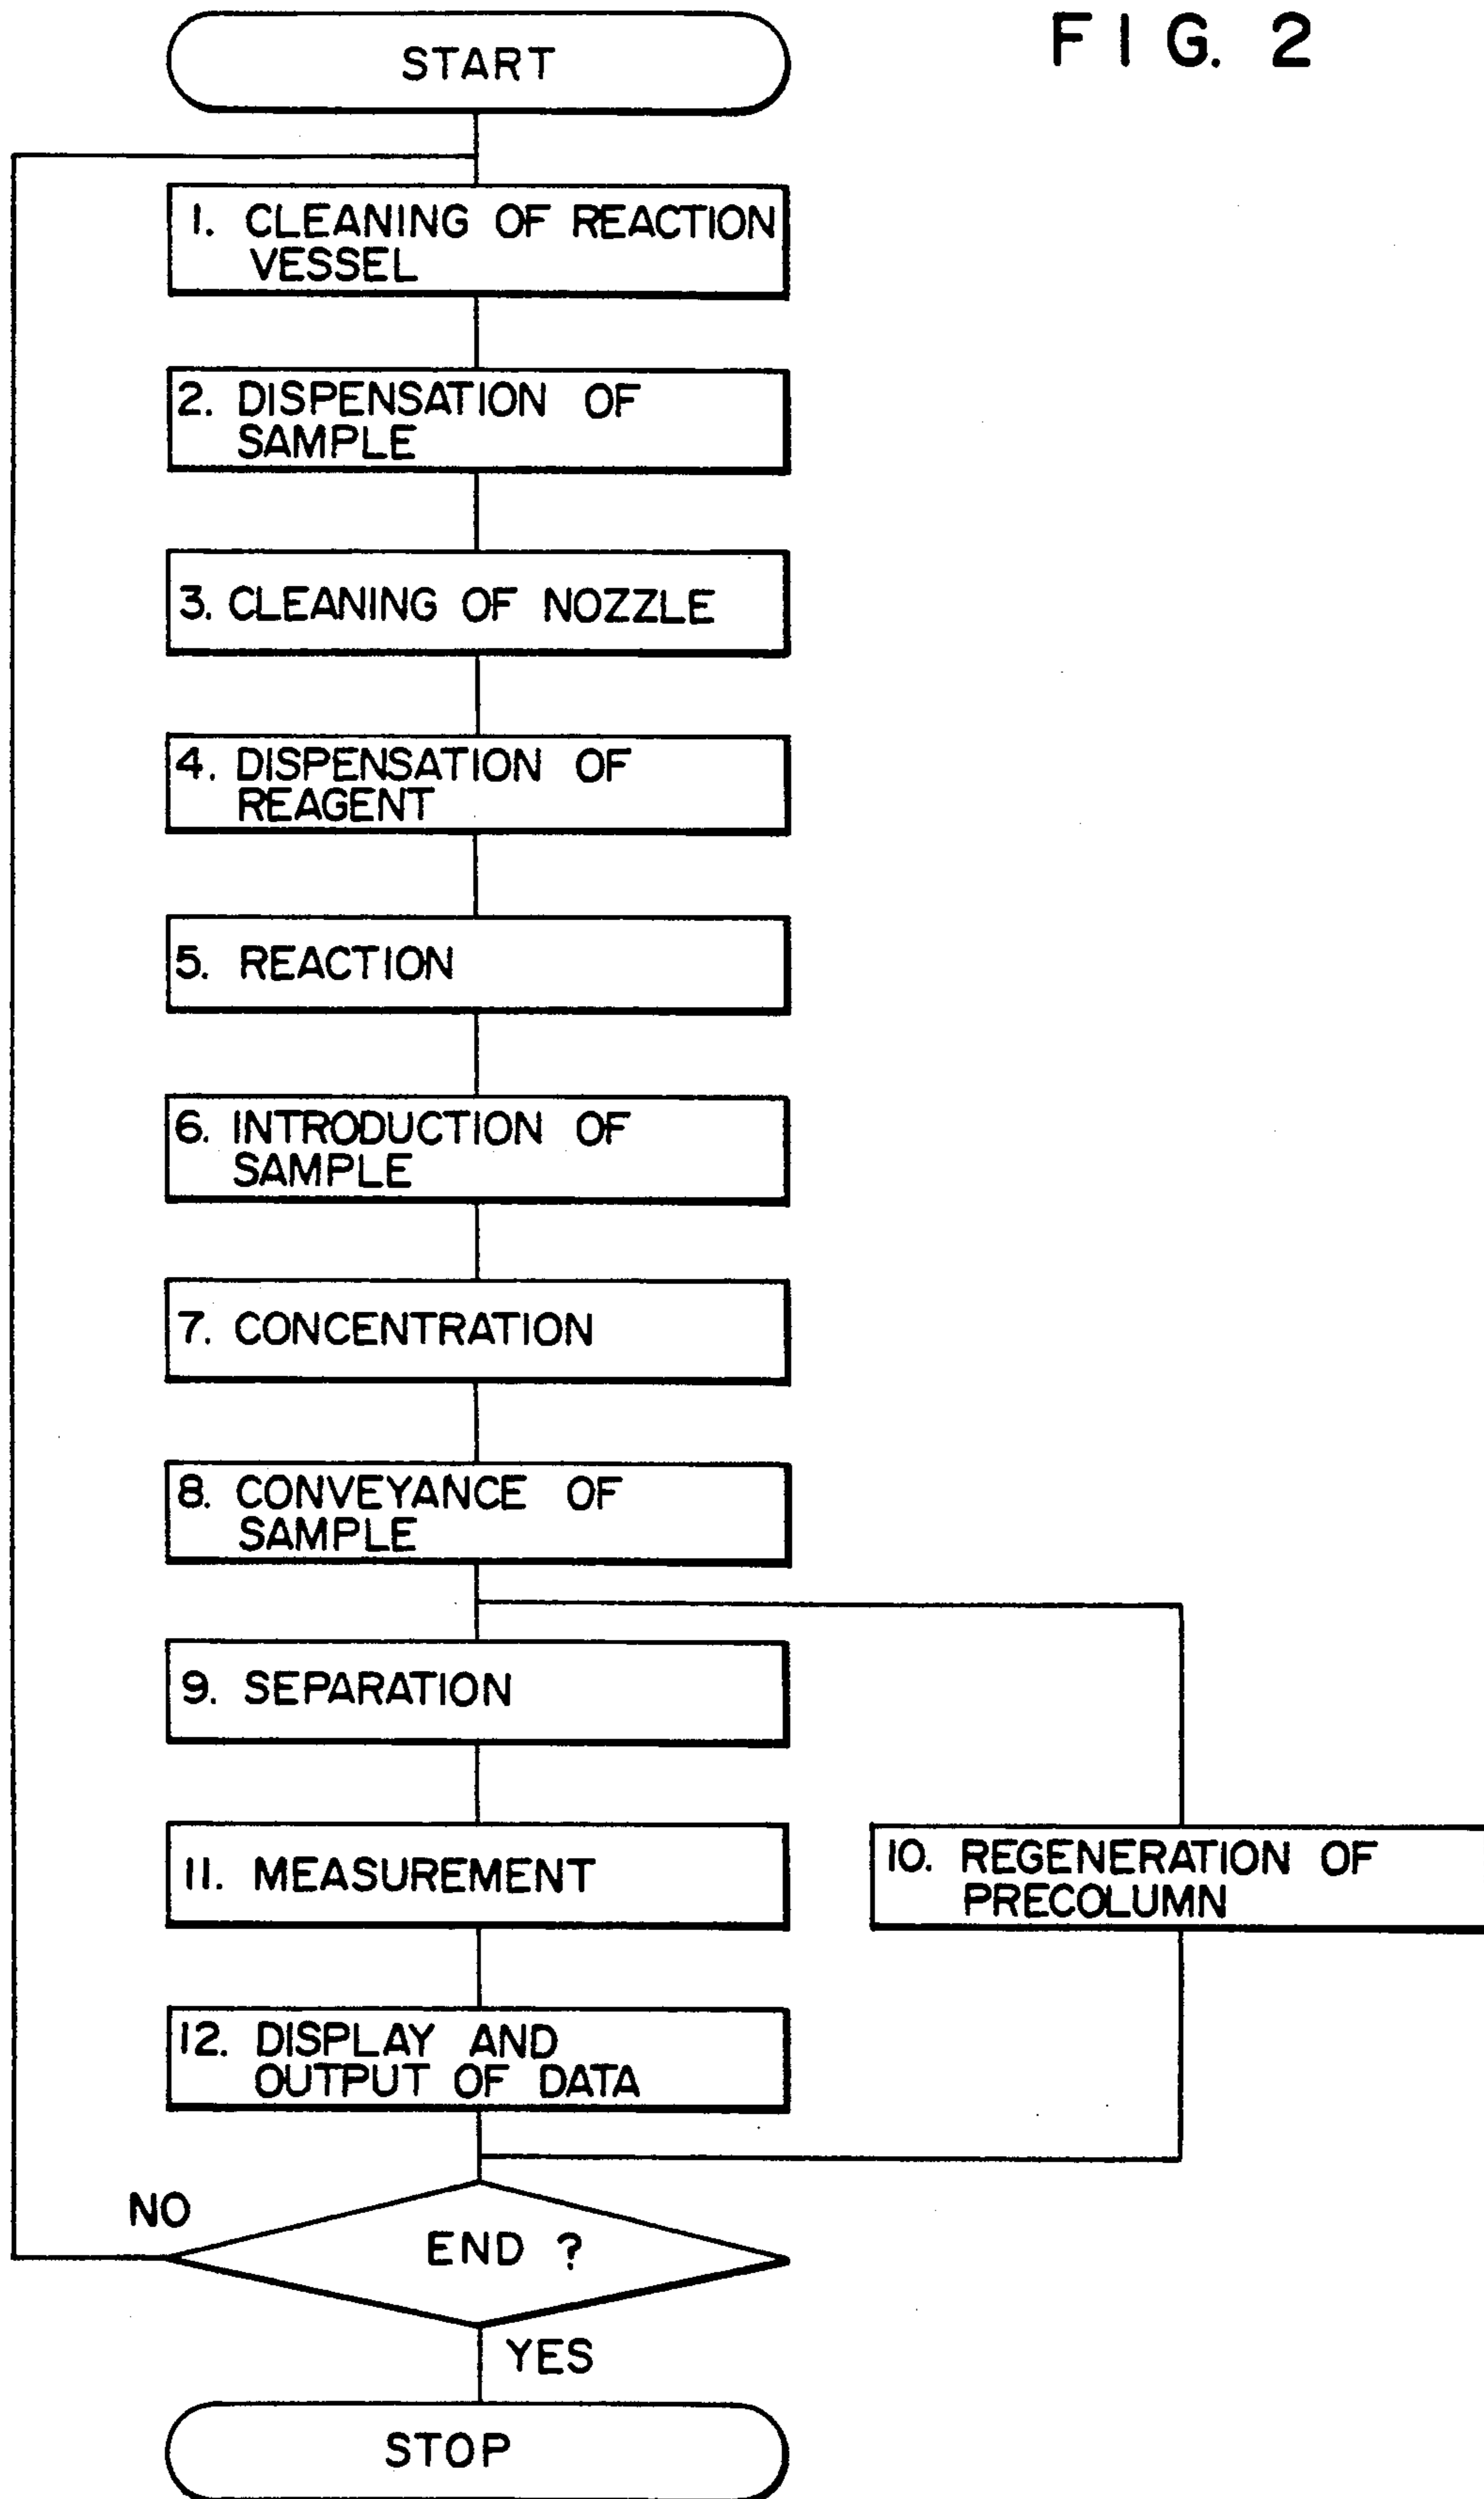 FIG. 2
START
1. CLEANING OF REACTION
VESSEL
2. DISPENSATION OF
SAMPLE
3. CLEANING OF NOZZLE
4. DISPENSATION OF
REAGENT
5. REACTION
6. INTRODUCTION OF
SAMPLE
7. CONCENTRATION
8. CONVEYANCE OF
SAMPLE
9. SEPARATION
10. REGENERATION OF
PRECOLUMN
11. MEASUREMENT
12. DISPLAY AND
OUTPUT OF DATA
NO
END ?
YES
STOP